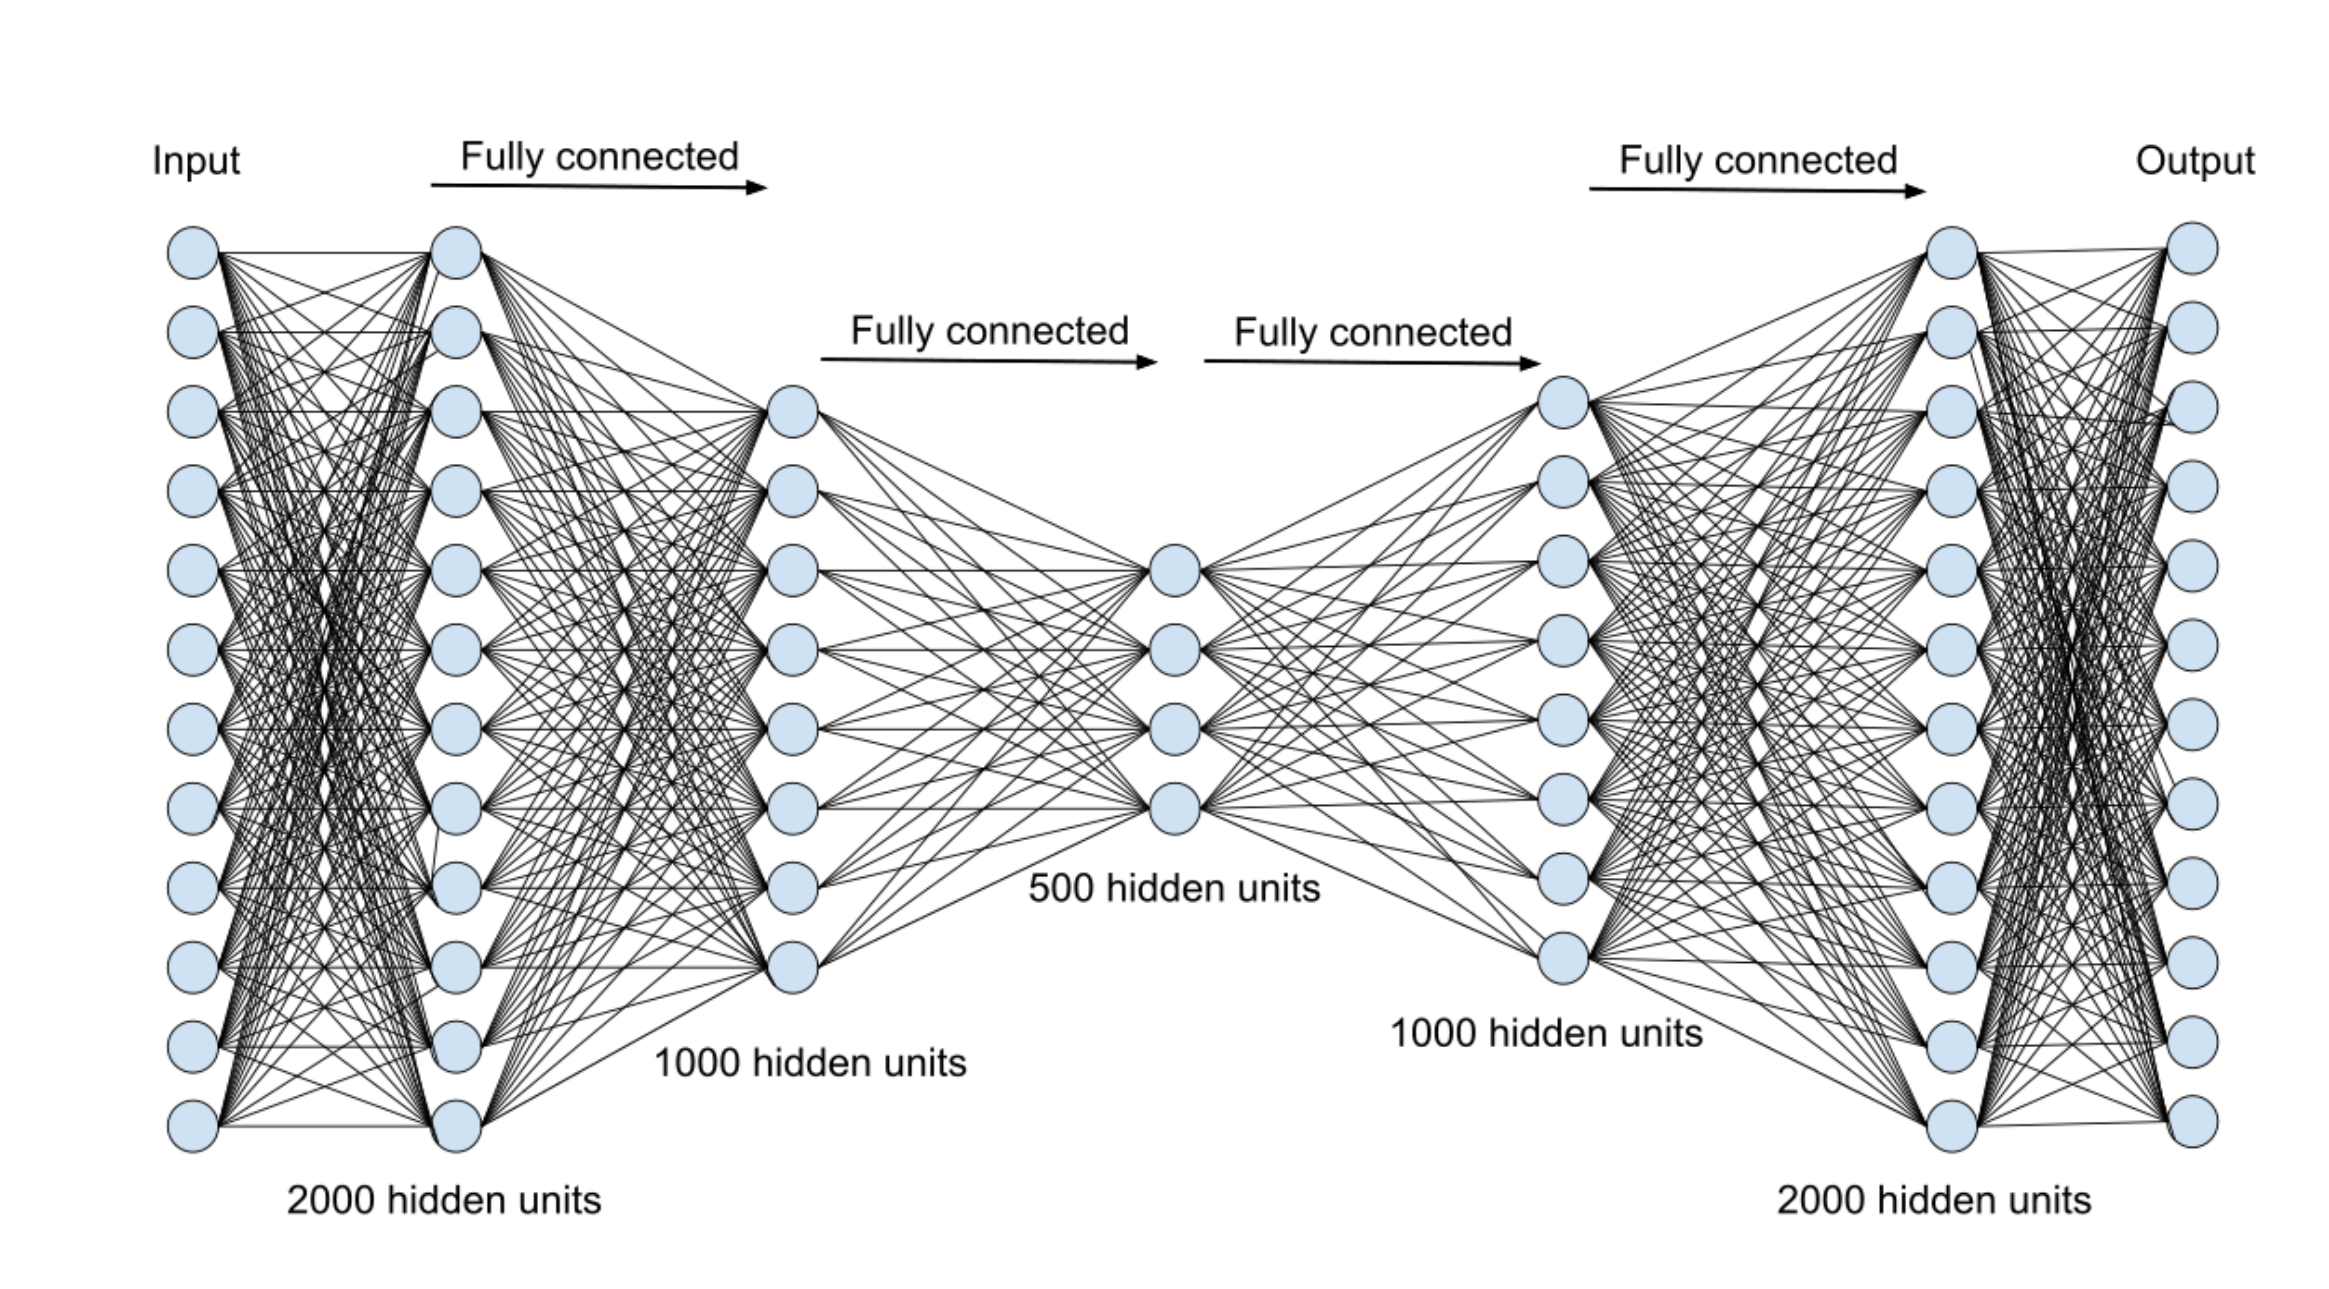 Input
Fully connected
Fully connected
Output
Fully connected
Fully connected
500 hidden units
1000 hidden units
1000 hidden units
2000 hidden units
2000 hidden units